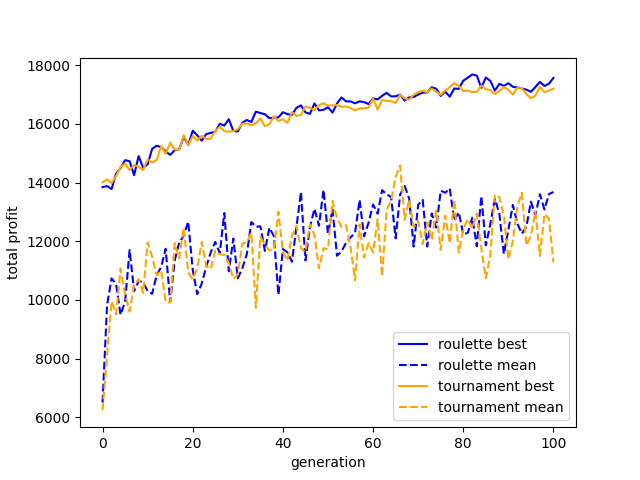 18000
16000
14000
12000
10000
8000
6000
total profit
0
20
40
60
80
100
generation
roulette best
roulette mean
tournament best
tournament mean